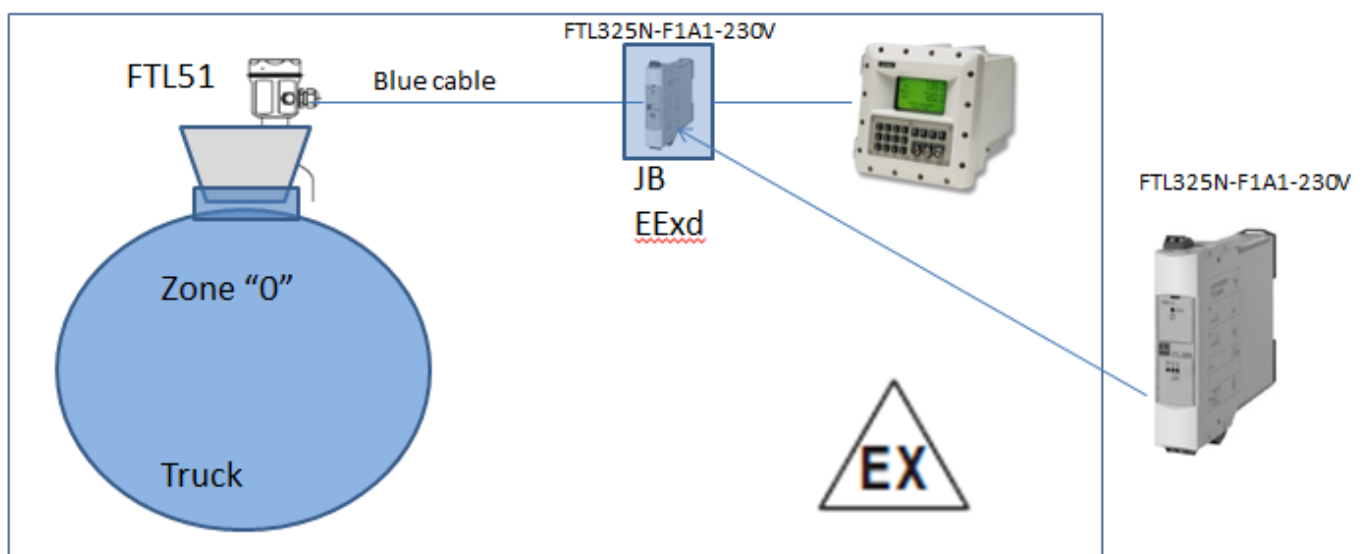 FTL325N-F1A1-230V
FTL51
Blue cable
JB
EExd
FTL325N-F1A1-230V
Zone “0”
EX
Truck